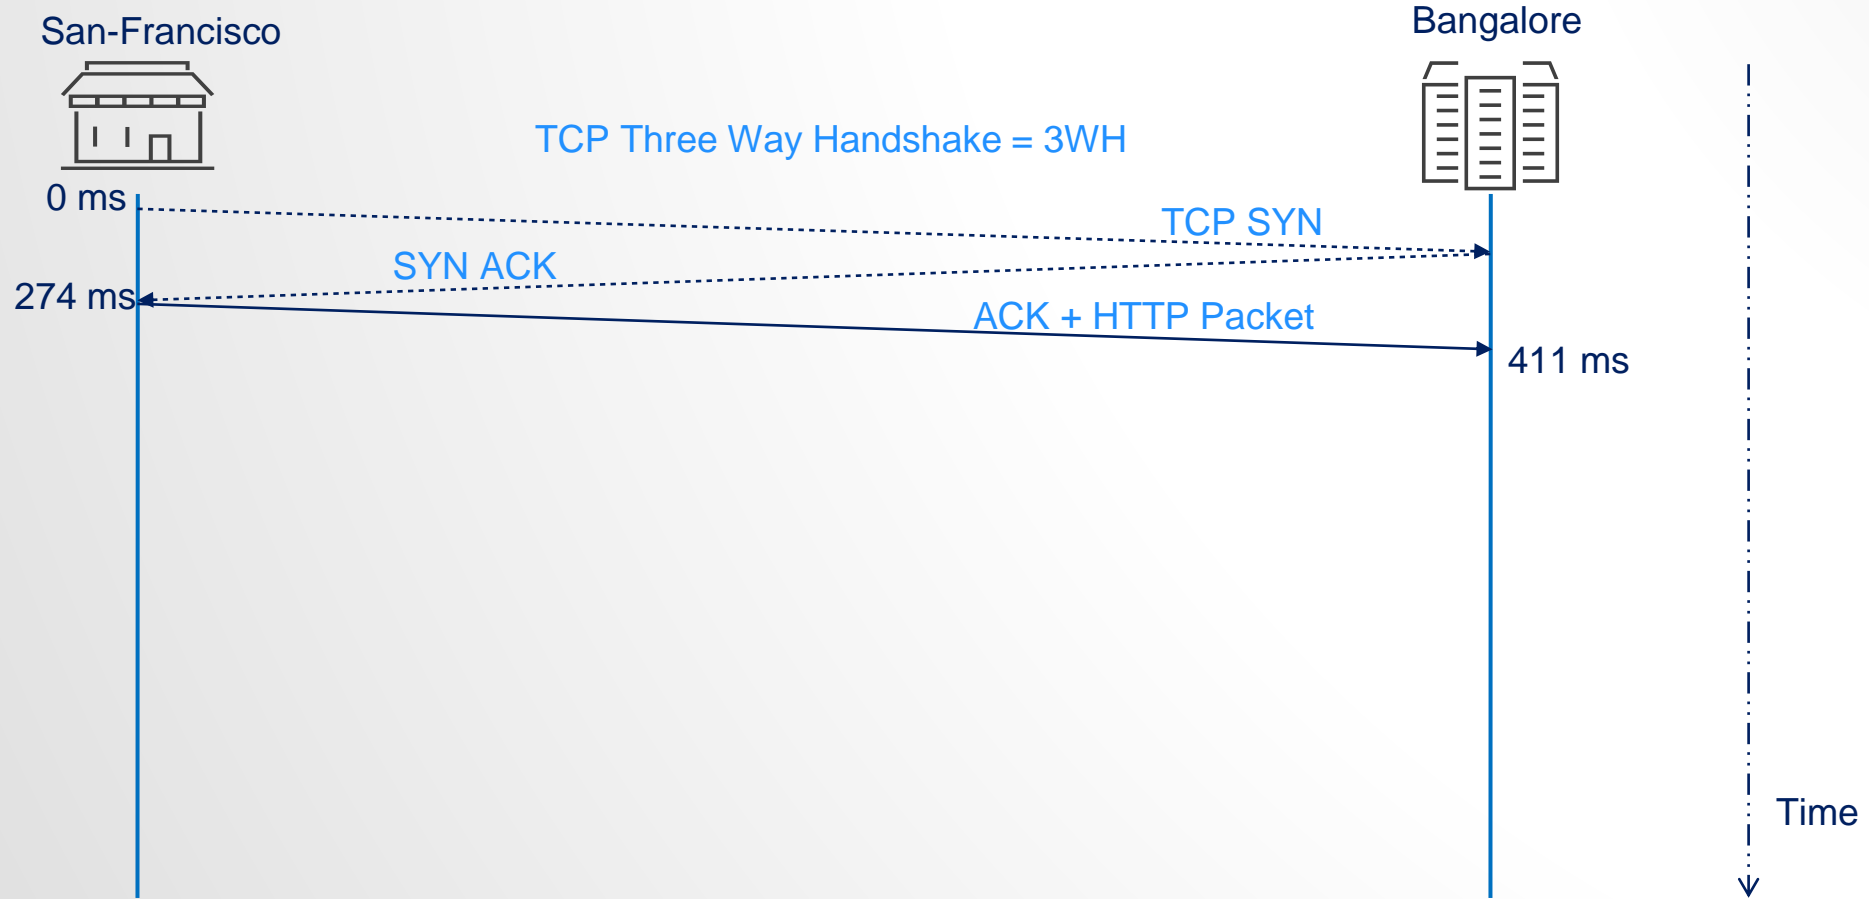 San-Francisco
Bangalore
TCP Three Way Handshake = 3WH
0 ms
TCP SYN
SYN ACK
274 ms
ACK + HTTP Packet
411 ms
Time